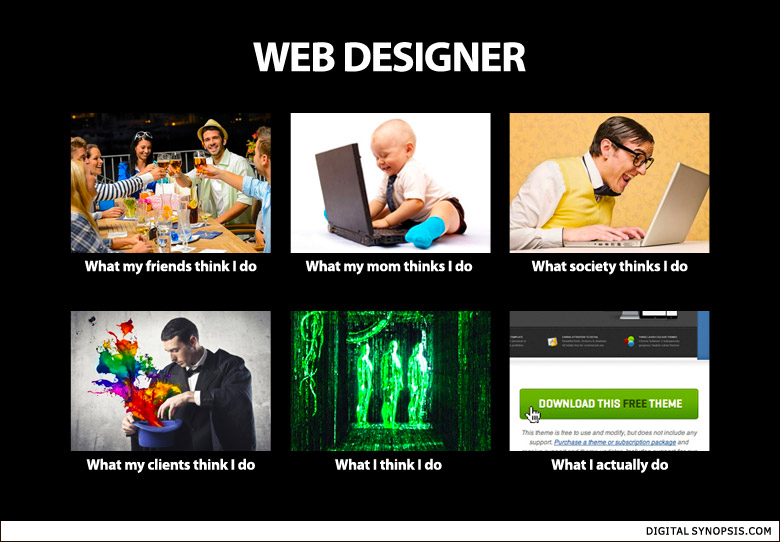 WEB DESIGNER
What my friends think I do
What my mom thinks I do
What society thinks I do
What my clients think I do
What I think I do
DOWNLOAD THIS FREE THEME
This theme is free to use and modify, but does not include any
support. Purchase a theme or subscription package and
What I actually do
DIGITAL SYNOPSIS.COM